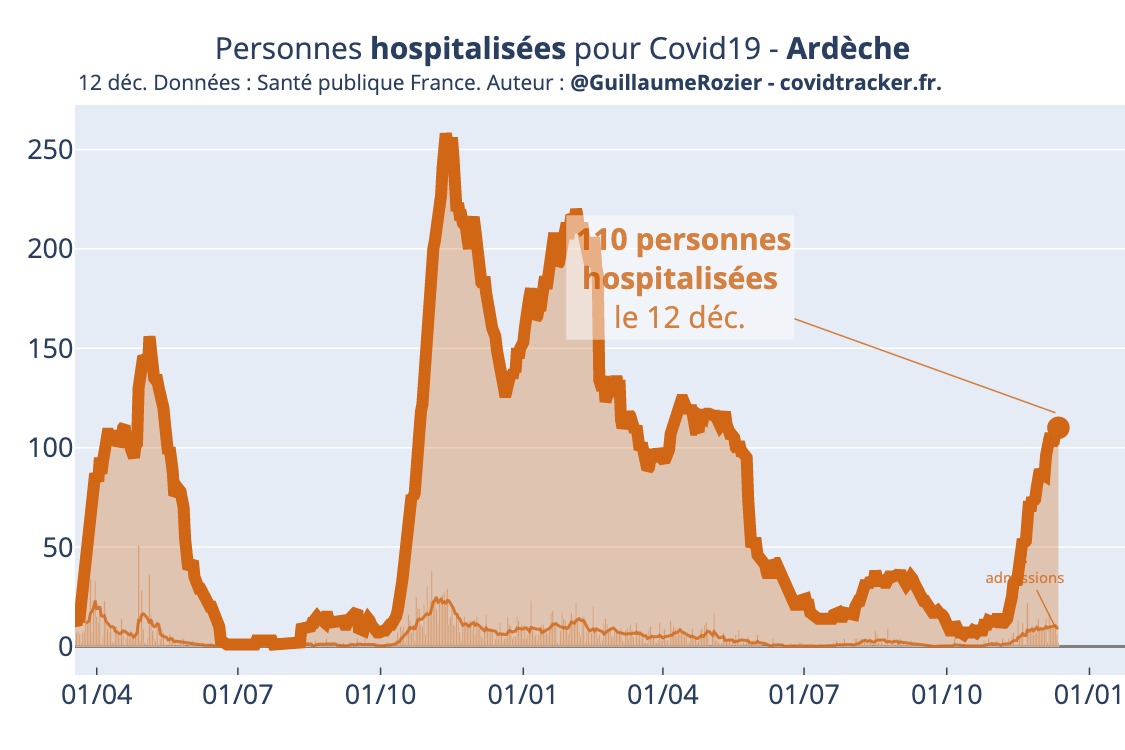 Personnes hospitalisées pour Covid19 - Ardèche
12 déc. Données : Santé publique France. Auteur : @GuillaumeRozier - covidtracker.fr.
250
200
150
100
50
0
110 personnes
hospitalisées
le 12 déc.
admissions
01/04 01/07 01/10 01/01 01/04 01/07 01/10 01/01